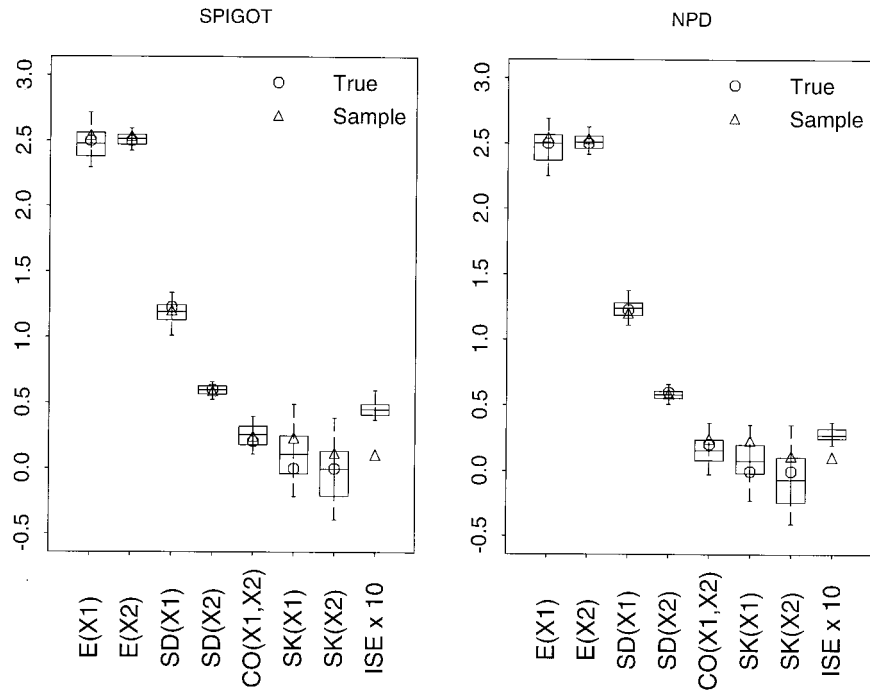 SPIGOT
NPD
3.0
2.5
2.0
1.5
1.0
0.5
0.0
-0.5
True
Sample
E(X1)
E(X2)
SD(X1)
SD(X2)
CO(X1,X2)
SK(X1)
SK(X2)
ISE x 10
3.0
2.5
2.0
1.5
1.0
0.5
0.0
-0.5
True
Sample
E(X1)
E(X2)
SD(X1)
SD(X2)
CO(X1,X2)
SK(X1)
SK(X2)
ISE x 10